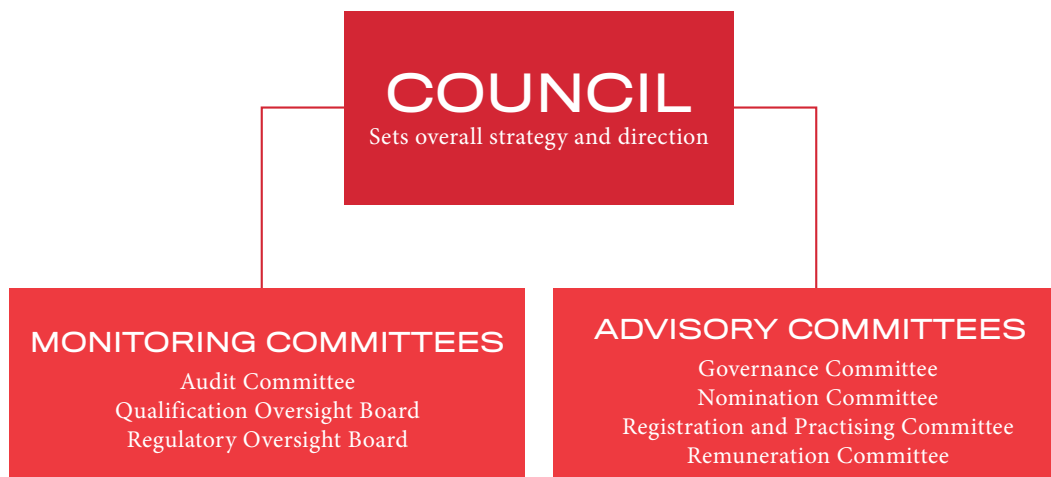 COUNCIL
Sets overall strategy and direction
MONITORING COMMITTEES
Audit Committee
Qualification Oversight Board
Regulatory Oversight Board
ADVISORY COMMITTEES
Governance Committee
Nomination Committee
Registration and Practising Committee
Remuneration Committee